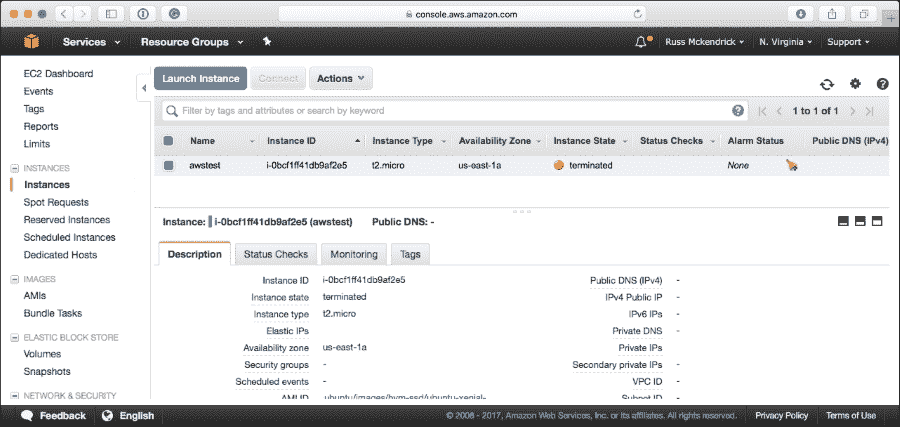 console.aws.amazon.com
Services Resource Groups Russ Mckendrick N. Virginia Support
EC2 Dashboard
Events
Tags
Reports
Limits
INSTANCES
Instances
Spot Requests
Reserved Instances
Scheduled Instances
Dedicated Hosts
IMAGES
AMIs
Bundle Tasks
ELASTIC BLOCK STORE
Volumes
Snapshots
NETWORK & SECURITY
Launch Instance Connect Actions
Filter by tags and attributes or search by keyword 1 to 1 of 1
Name Instance ID Instance Type Availability Zone Instance State Status Checks Alarm Status Public DNS (IPv4)
awstest i-0bcf1ff41db9af2e5 t2.micro us-east-1a terminated None
Instance: i-0bcf1ff41db9af2e5 (awstest) Public DNS: -
Description Status Checks Monitoring Tags
Instance ID i-0bcf1ff41db9af2e5 Public DNS (IPv4) -
Instance state terminated IPv4 Public IP -
Instance type t2.micro IPv6 IPs -
Elastic IPs Private DNS -
Availability zone us-east-1a Private IPs
Security groups - Secondary private IPs
Scheduled events - VPC ID -
AMI ID ubuntu/images/hvm-ssd/ubuntu-xenial- Subnet ID -
Feedback English © 2008 - 2017, Amazon Web Services, Inc. or its affiliates. All rights reserved. Privacy Policy Terms of Use